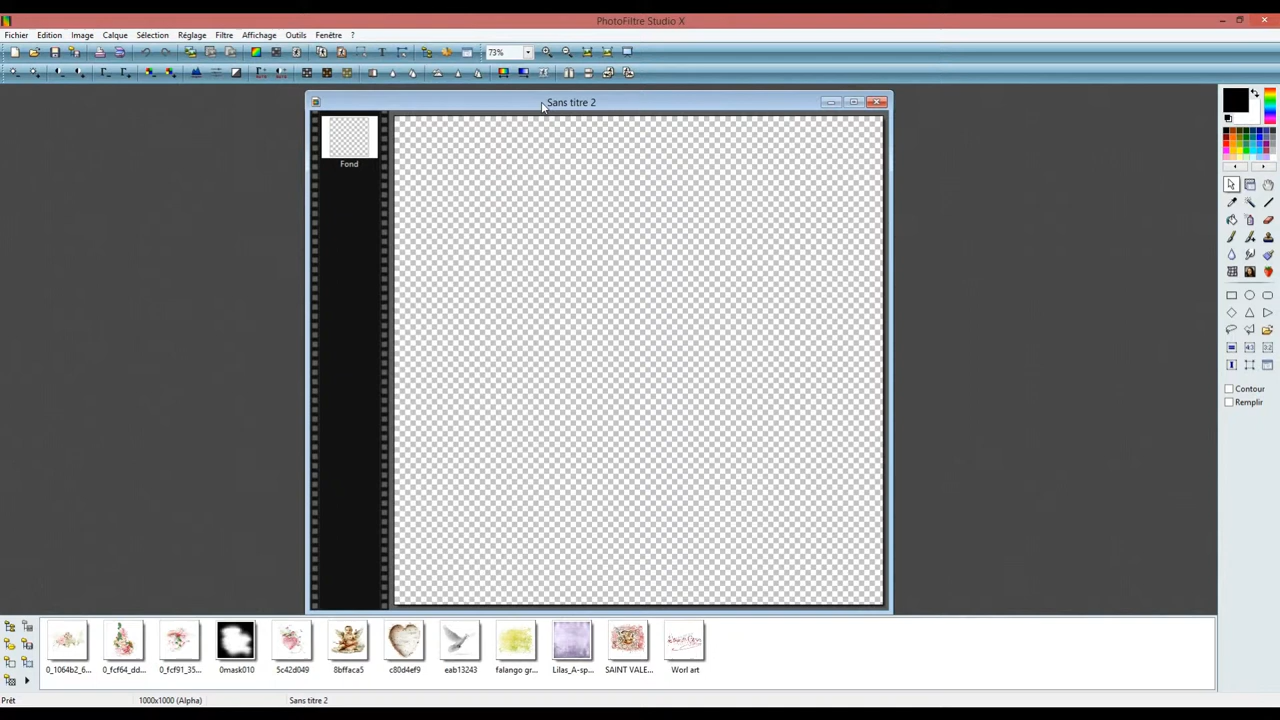 PhotoFiltre Studio X
Fichier Edition Image Calque Sélection Réglage Filtre Affichage Outils Fenêtre ?
73%
Sans titre 2
Fond
Contour
Remplir
0_1064b2_6... 0_fcf64_dd... 0_fcf91_35... 0mask010 5c42d049 8bffaca5 c80d4ef9 eab13243 falango gr... Lilas_A-sp... SAINT VALE... Worl art
Prêt 1000x1000 (Alpha) Sans titre 2